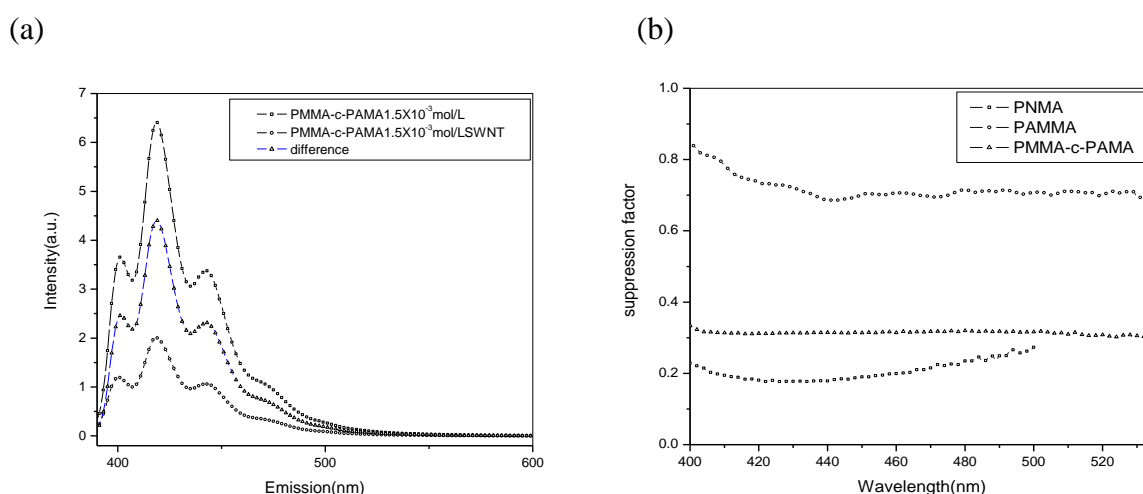 (a)
(b)
7
6
5
4
3
2
1
0
Intensity(a.u.)
PMMA-c-PAMA1.5X10⁻³mol/L
PMMA-c-PAMA1.5X10⁻³mol/LSWNT
difference
400
500
600
Emission(nm)
1.0
0.8
0.6
0.4
0.2
0.0
suppression factor
PNMA
PAMMA
PMMA-c-PAMA
400
420
440
460
480
500
520
Wavelength(nm)